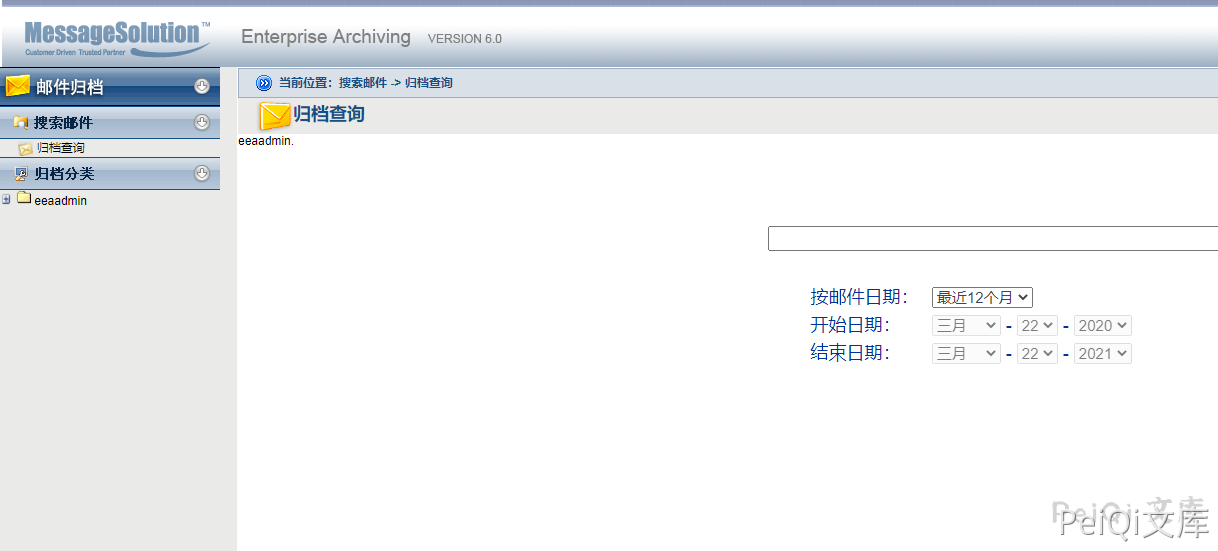 MessageSolution™
Customer Driven Trusted Partner
Enterprise Archiving VERSION 6.0
邮件归档
搜索邮件
归档查询
归档分类
eeaadmin
当前位置：搜索邮件 -> 归档查询
归档查询
eeaadmin.
按邮件日期： 最近12个月
开始日期： 三月 - 22 - 2020
结束日期： 三月 - 22 - 2021
PeiQi 文库
PeiQi文库